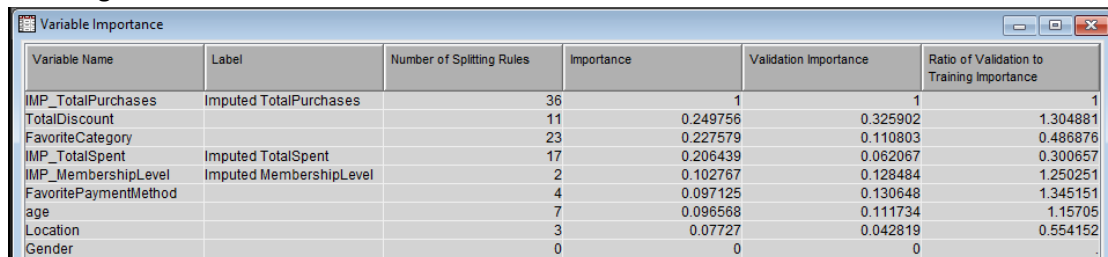 Variable Importance
Variable Name Label Number of Splitting Rules Importance Validation Importance Ratio of Validation to
Training Importance
IMP_TotalPurchases Imputed TotalPurchases 36 1 1 1
TotalDiscount 11 0.249756 0.325902 1.304881
FavoriteCategory 23 0.227579 0.110803 0.486876
IMP_TotalSpent Imputed TotalSpent 17 0.206439 0.062067 0.300657
IMP_MembershipLevel Imputed MembershipLevel 2 0.102767 0.128484 1.250251
FavoritePaymentMethod 4 0.097125 0.130648 1.345151
age 7 0.096568 0.111734 1.15705
Location 3 0.07727 0.042819 0.554152
Gender 0 0 0 .